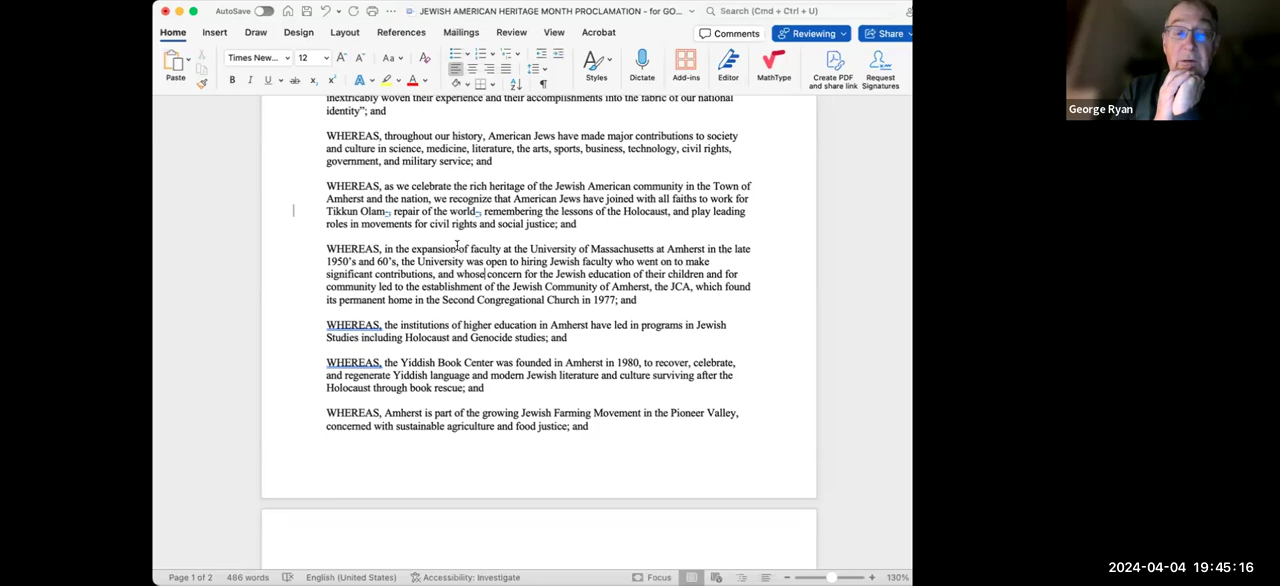 AutoSave
JEWISH AMERICAN HERITAGE MONTH PROCLAMATION - for GO...
Search (Cmd + Ctrl + U)
Home Insert Draw Design Layout References Mailings Review View Acrobat
Comments Reviewing Share
Times New... 12 Aa
Paste
B I U ab x₂ x² A A
Styles Dictate Add-ins Editor MathType Create PDF and share link Request Signatures
inextricably woven their experience and their accomplishments into the fabric of our national
identity"; and
WHEREAS, throughout our history, American Jews have made major contributions to society
and culture in science, medicine, literature, the arts, sports, business, technology, civil rights,
government, and military service; and
WHEREAS, as we celebrate the rich heritage of the Jewish American community in the Town of
Amherst and the nation, we recognize that American Jews have joined with all faiths to work for
Tikkun Olam-, repair of the world-, remembering the lessons of the Holocaust, and play leading
roles in movements for civil rights and social justice; and
WHEREAS, in the expansion of faculty at the University of Massachusetts at Amherst in the late
1950's and 60's, the University was open to hiring Jewish faculty who went on to make
significant contributions, and whose concern for the Jewish education of their children and for
community led to the establishment of the Jewish Community of Amherst, the JCA, which found
its permanent home in the Second Congregational Church in 1977; and
WHEREAS, the institutions of higher education in Amherst have led in programs in Jewish
Studies including Holocaust and Genocide studies; and
WHEREAS, the Yiddish Book Center was founded in Amherst in 1980, to recover, celebrate,
and regenerate Yiddish language and modern Jewish literature and culture surviving after the
Holocaust through book rescue; and
WHEREAS, Amherst is part of the growing Jewish Farming Movement in the Pioneer Valley,
concerned with sustainable agriculture and food justice; and
Page 1 of 2 486 words English (United States) Accessibility: Investigate Focus 130%
George Ryan
2024-04-04 19:45:16